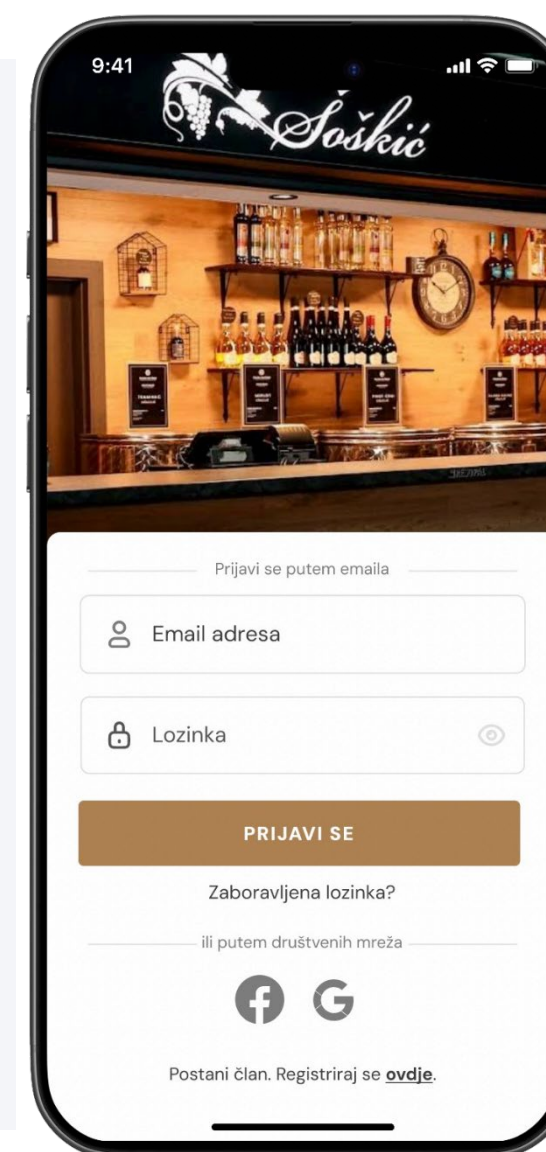 9:41
Šoškić
Prijavi se putem emaila
Email adresa
Lozinka
PRIJAVI SE
Zaboravljena lozinka?
ili putem društvenih mreža
Postani član. Registriraj se ovdje.